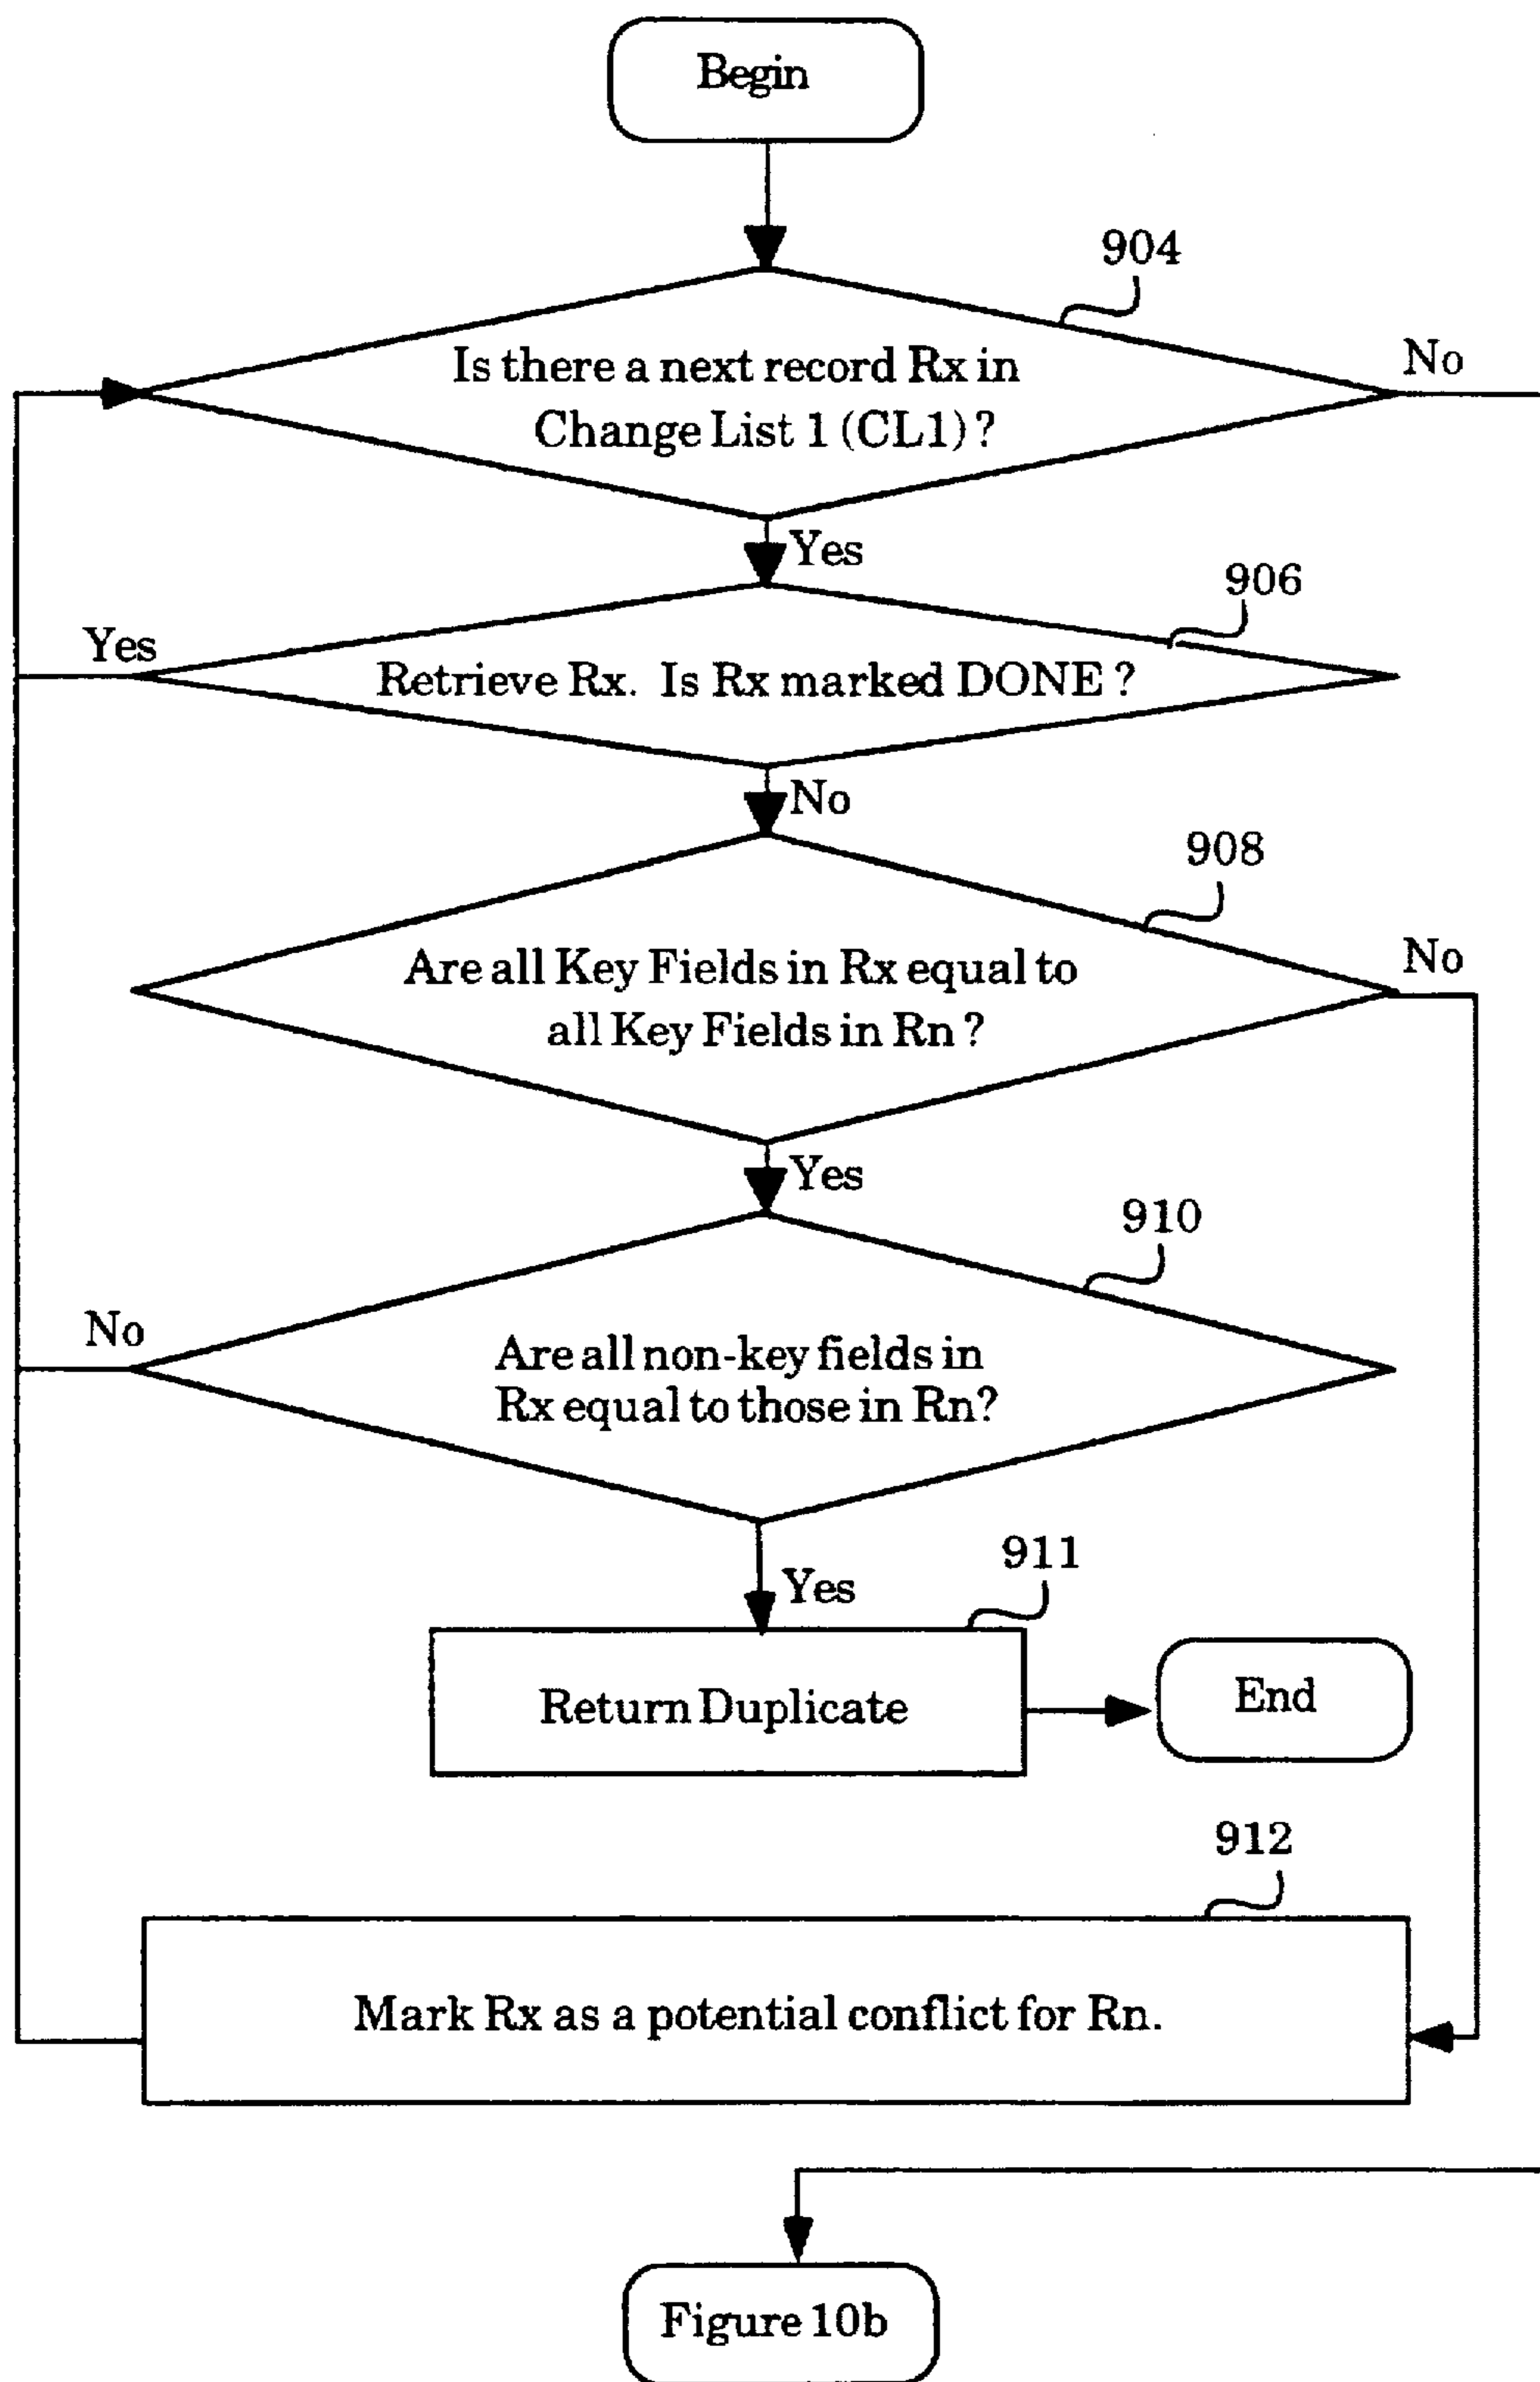 Begin
904
Is there a next record Rx in
Change List 1 (CL1) ?
No
Yes
906
Yes
Retrieve Rx. Is Rx marked DONE ?
No
908
Are all Key Fields in Rx equal to
all Key Fields in Rn ?
No
Yes
910
No
Are all non-key fields in
Rx equal to those in Rn?
Yes
911
Return Duplicate
End
912
Mark Rx as a potential conflict for Rn.
Figure 10b